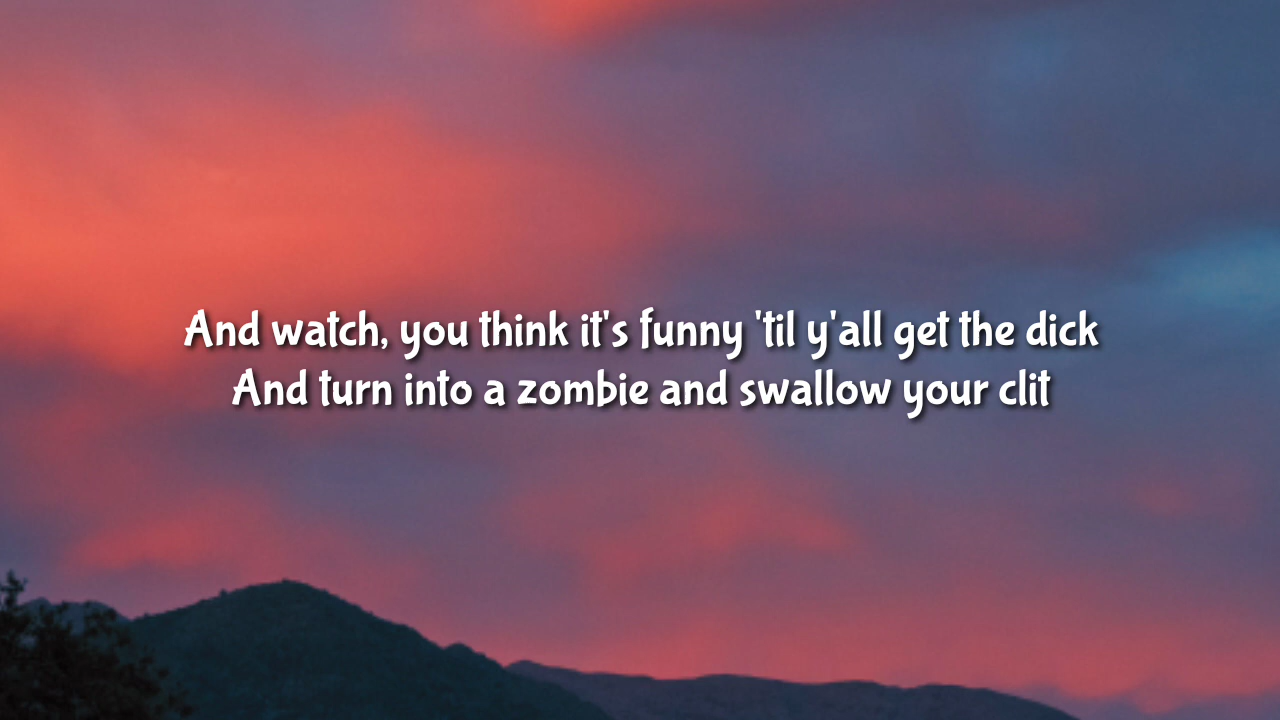 And watch, you think it's funny 'til y'all get the dick
And turn into a zombie and swallow your clit